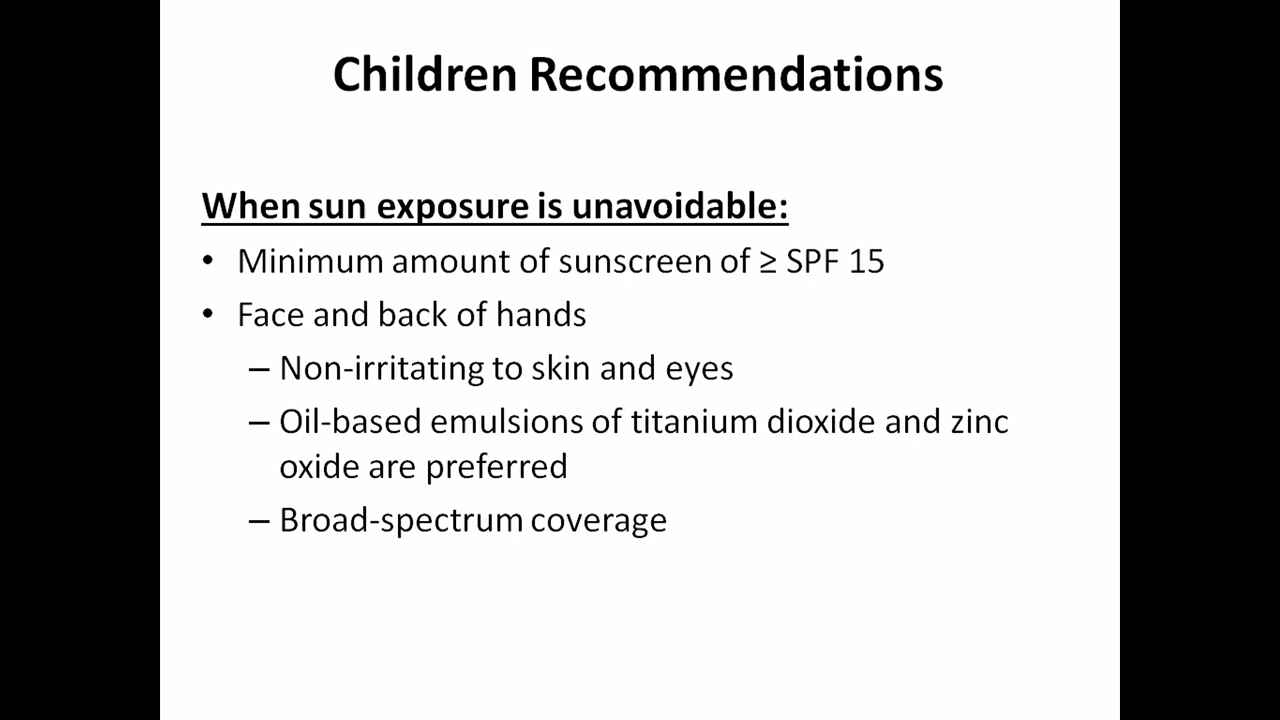 Children Recommendations
When sun exposure is unavoidable:
• Minimum amount of sunscreen of ≥ SPF 15
• Face and back of hands
– Non-irritating to skin and eyes
– Oil-based emulsions of titanium dioxide and zinc
oxide are preferred
– Broad-spectrum coverage